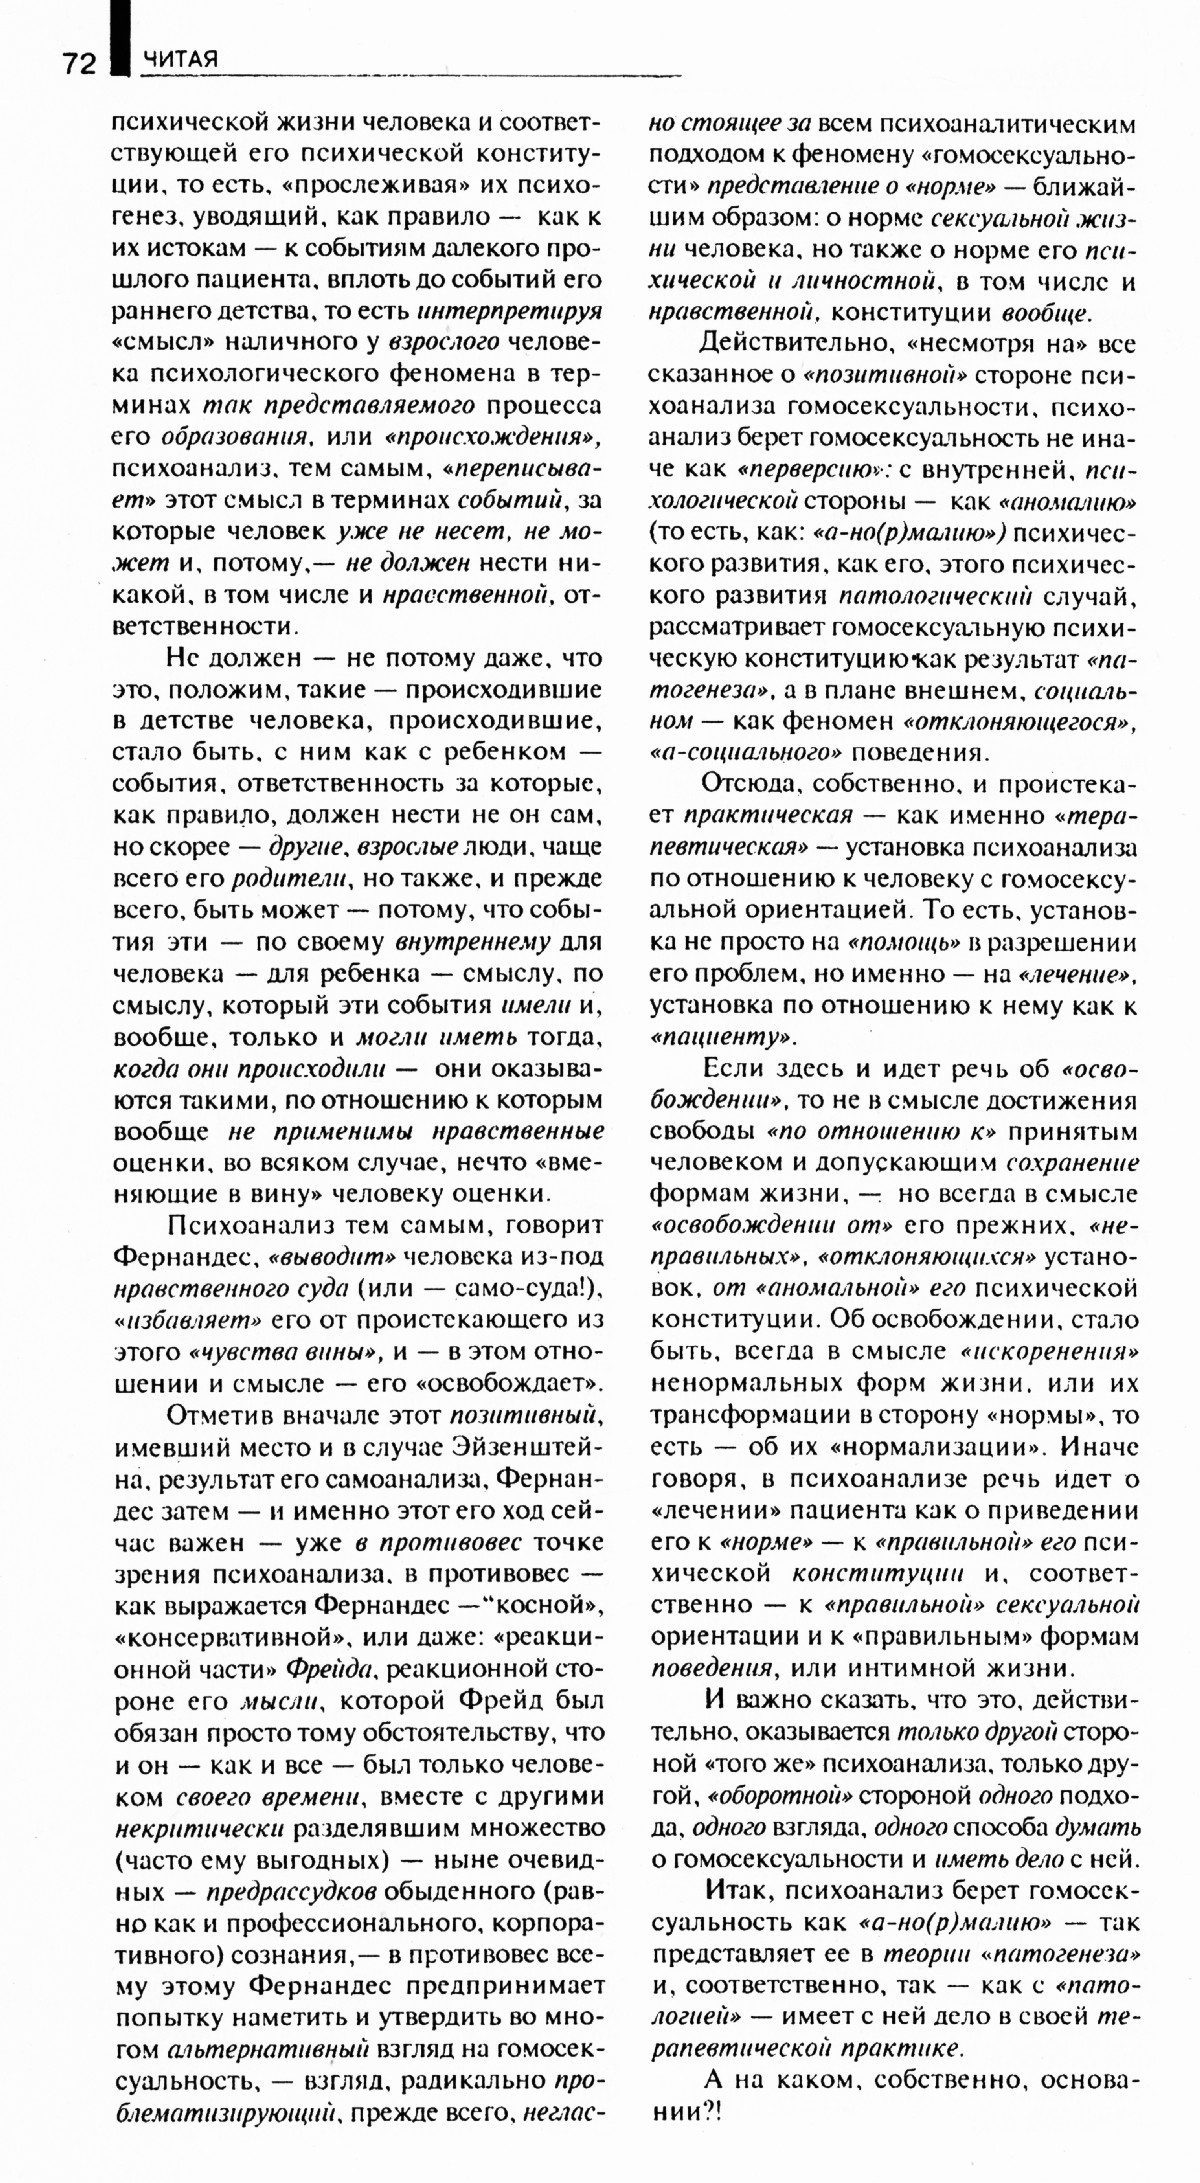 72
ЧИТАЯ
психической жизни человека и соответ-
ствующей его психической конститу-
ции, то есть, «прослеживая» их психо-
генез, уводящий, как правило — как к
их истокам — к событиям далекого про-
шлого пациента, вплоть до событий его
раннего детства, то есть интерпретируя
«смысл» наличного у взрослого челове-
ка психологического феномена в тер-
минах так представляемого процесса
его образования, или «происхождения»,
психоанализ, тем самым, «переписыва-
ет» этот смысл в терминах событий, за
которые человек уже не несет, не мо-
жет и, потому,— не должен нести ни-
какой, в том числе и нравственной, от-
ветственности.
Не должен — не потому даже, что
это, положим, такие — происходившие
в детстве человека, происходившие,
стало быть, с ним как с ребенком —
события, ответственность за которые,
как правило, должен нести не он сам,
но скорее — другие, взрослые люди, чаще
всего его родители, но также, и прежде
всего, быть может — потому, что собы-
тия эти — по своему внутреннему для
человека — для ребенка — смыслу, по
смыслу, который эти события имели и,
вообще, только и могли иметь тогда,
когда они происходили — они оказыва-
ются такими, по отношению к которым
вообще не применимы нравственные
оценки, во всяком случае, нечто «вме-
няющие в вину» человеку оценки.
Психоанализ тем самым, говорит
Фернандес, «выводит» человека из-под
нравственного суда (или — само-суда!),
«избавляет» его от проистекающего из
этого «чувства вины», и — в этом отно-
шении и смысле — его «освобождает».
Отметив вначале этот позитивный,
имевший место и в случае Эйзенштей-
на, результат его самоанализа, Фернан-
дес затем — и именно этот его ход сей-
час важен — уже в противовес точке
зрения психоанализа, в противовес —
как выражается Фернандес —“косной»,
«консервативной», или даже: «реакци-
онной части» Фрейда, реакционной сто-
роне его мысли, которой Фрейд был
обязан просто тому обстоятельству, что
и он — как и все — был только челове-
ком своего времени, вместе с другими
некритически разделявшим множество
(часто ему выгодных) — ныне очевид-
ных — предрассудков обыденного (рав-
но как и профессионального, корпора-
тивного) сознания,— в противовес все-
му этому Фернандес предпринимает
попытку наметить и утвердить во мно-
гом альтернативный взгляд на гомосек-
суальность, — взгляд, радикально про-
блематизирующий, прежде всего, неглас-
но стоящее за всем психоаналитическим
подходом к феномену «гомосексуально-
сти» представление о «норме» — ближай-
шим образом: о норме сексуальной жиз-
ни человека, но также о норме его пси-
хической и личностной, в том числе и
нравственной, конституции вообще.
Действительно, «несмотря на» все
сказанное о «позитивной» стороне пси-
хоанализа гомосексуальности, психо-
анализ берет гомосексуальность не ина-
че как «перверсию»: с внутренней, пси-
хологической стороны — как «аномалию»
(то есть, как: «а-но(р)малию») психичес-
кого развития, как его, этого психичес-
кого развития патологический случай,
рассматривает гомосексуальную психи-
ческую конституцию как результат «па-
тогенеза», а в плане внешнем, социаль-
ном — как феномен «отклоняющегося»,
«а-социального» поведения.
Отсюда, собственно, и проистека-
ет практическая — как именно «тера-
певтическая» — установка психоанализа
по отношению к человеку с гомосексу-
альной ориентацией. То есть, установ-
ка не просто на «помощь» в разрешении
его проблем, но именно — на «лечение»,
установка по отношению к нему как к
«пациенту».
Если здесь и идет речь об «осво-
бождении», то не в смысле достижения
свободы «по отношению к» принятым
человеком и допускающим сохранение
формам жизни, — но всегда в смысле
«освобождении от» его прежних, «не-
правильных», «отклоняющихся» устано-
вок, от «аномальной» его психической
конституции. Об освобождении, стало
быть, всегда в смысле «искоренения»
ненормальных форм жизни, или их
трансформации в сторону «нормы», то
есть — об их «нормализации». Иначе
говоря, в психоанализе речь идет о
«лечении» пациента как о приведении
его к «норме» — к «правильной» его пси-
хической конституции и, соответ-
ственно — к «правильной» сексуальной
ориентации и к «правильным» формам
поведения, или интимной жизни.
И важно сказать, что это, действи-
тельно, оказывается только другой сторо-
ной «того же» психоанализа, только дру-
гой, «оборотной» стороной одного подхо-
да, одного взгляда, одного способа думать
о гомосексуальности и иметь дело с ней.
Итак, психоанализ берет гомосек-
суальность как «а-но(р)малию» — так
представляет ее в теории «патогенеза»
и, соответственно, так — как с «пато-
логией» — имеет с ней дело в своей те-
рапевтической практике.
А на каком, собственно, основа-
нии?!